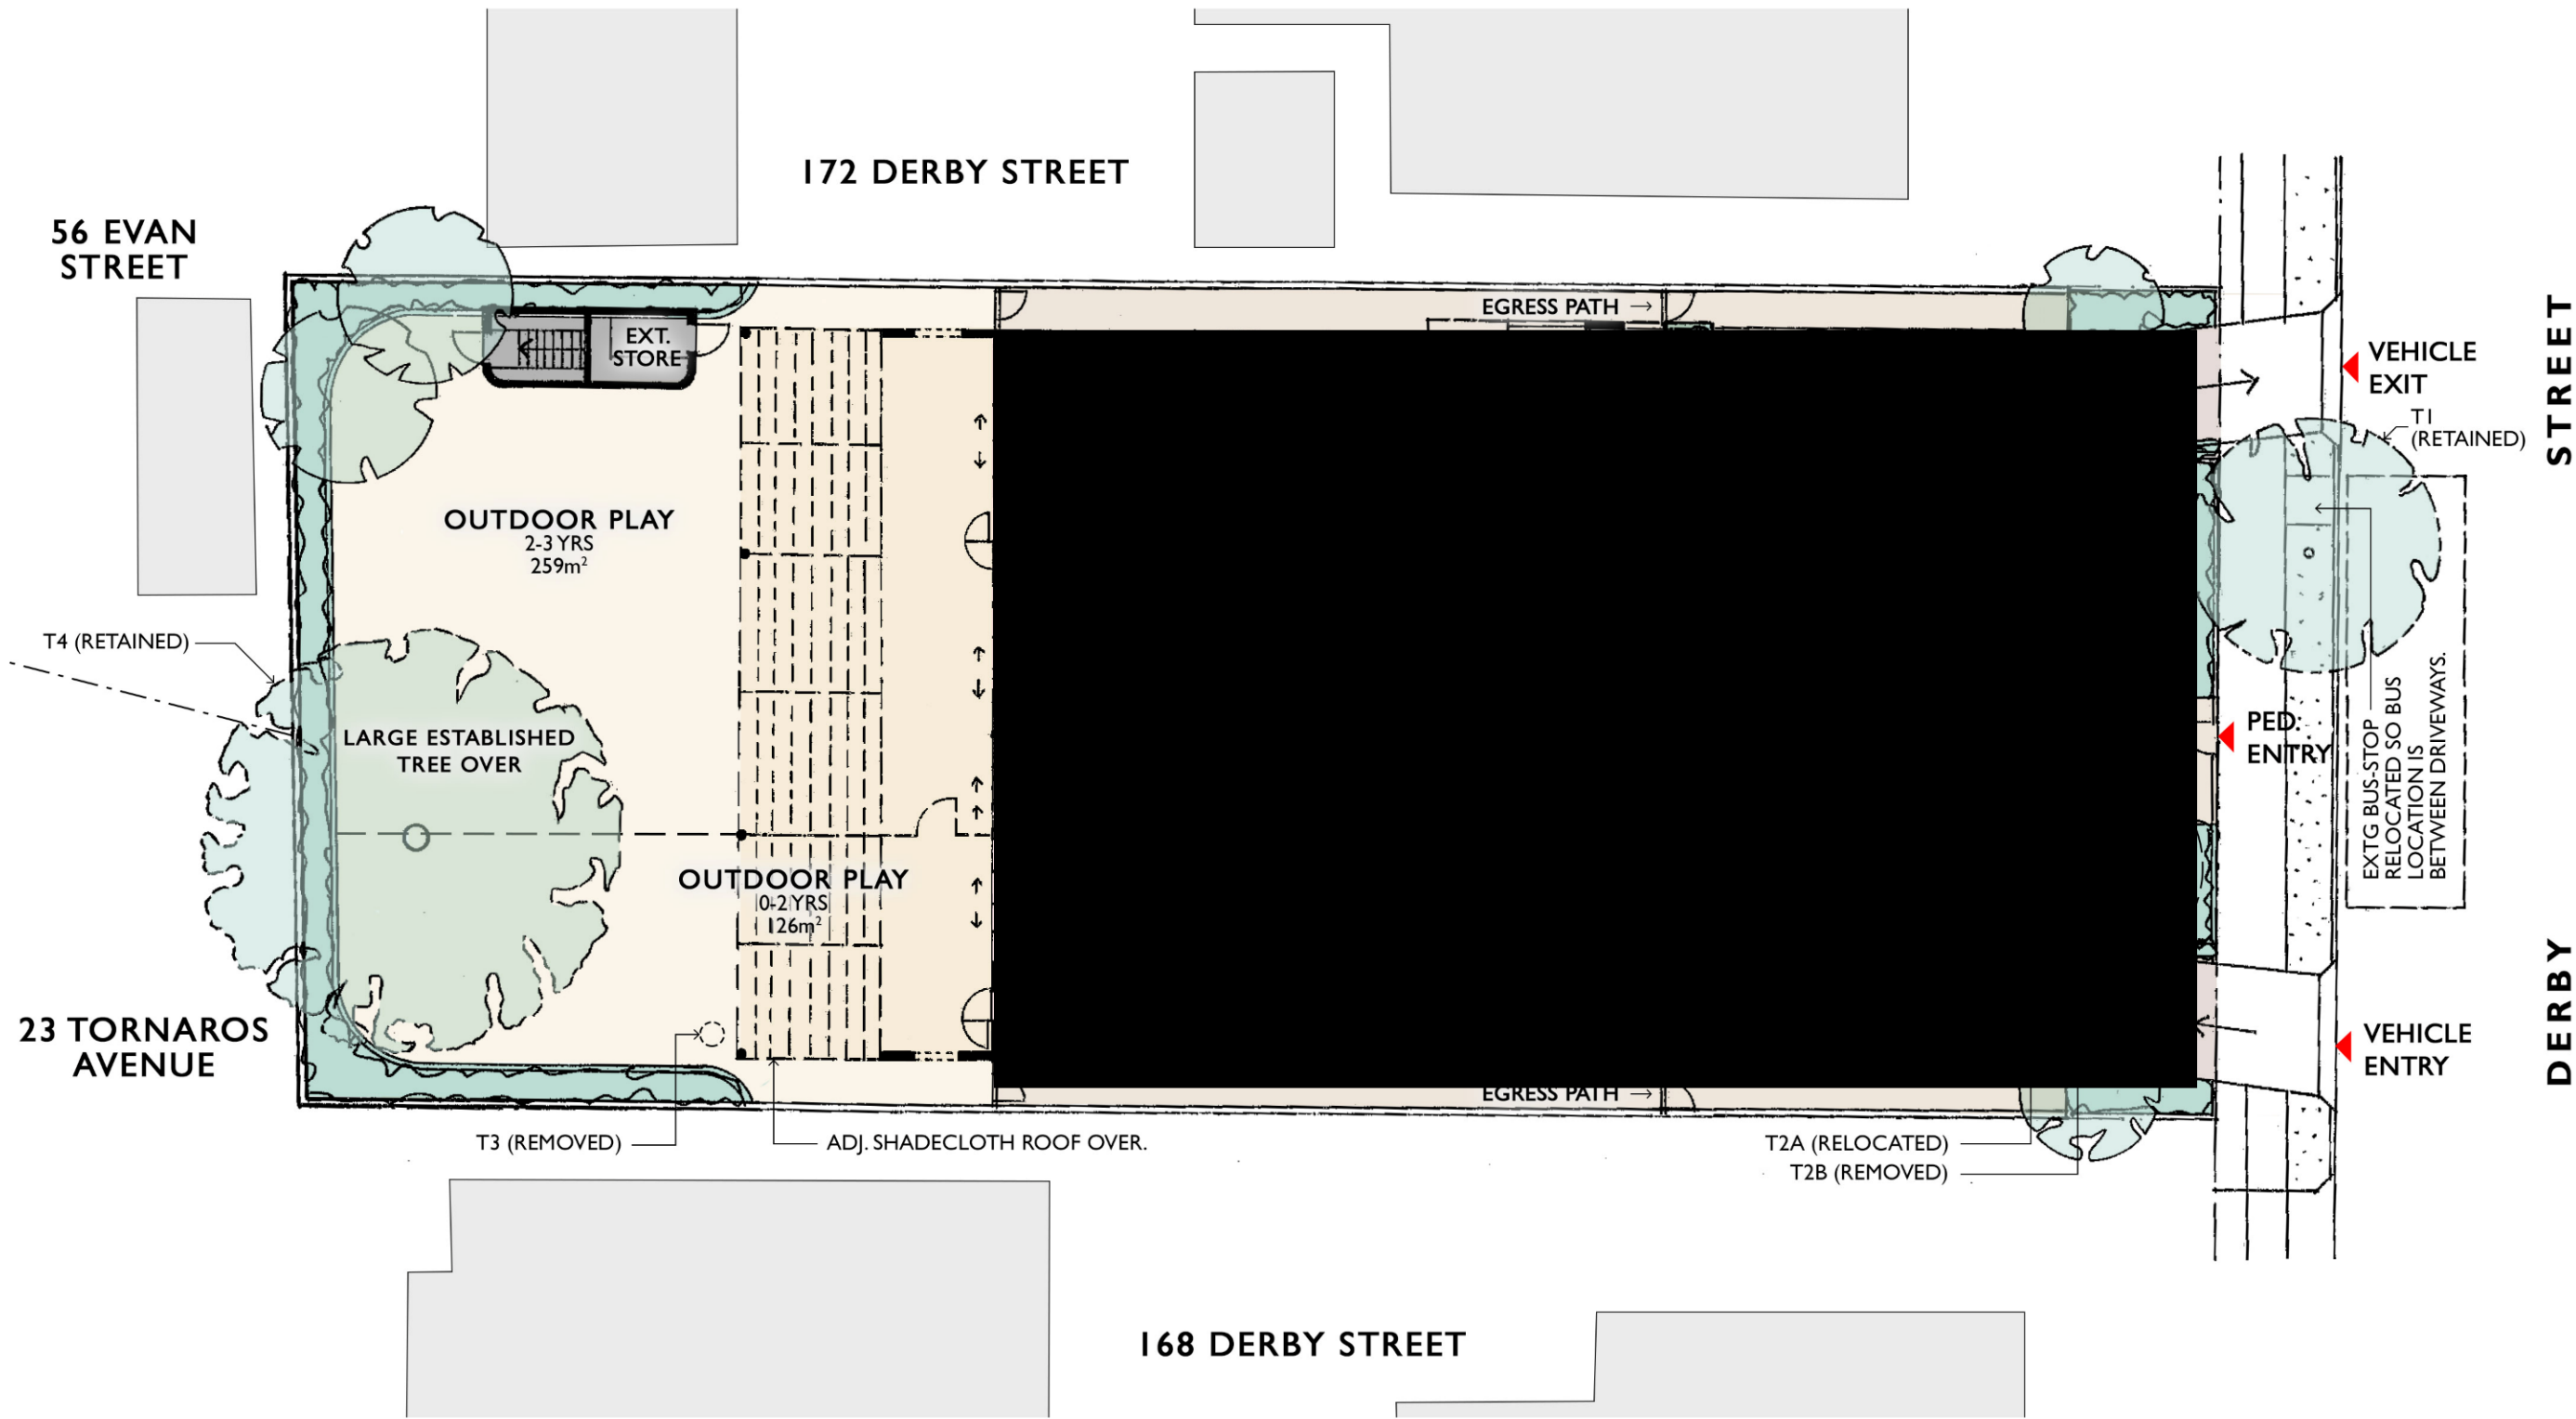 172 DERBY STREET
56 EVAN
STREET
EGRESS PATH
EXT.
STORE
VEHICLE
EXIT
T1
(RETAINED)
STREET
OUTDOOR PLAY
2-3 YRS
259m²
T4 (RETAINED)
LARGE ESTABLISHED
TREE OVER
PED.
ENTRY
EXTG BUS-STOP
RELOCATED SO BUS
LOCATION IS
BETWEEN DRIVEWAYS.
OUTDOOR PLAY
0-2 YRS
126m²
23 TORNAROS
AVENUE
VEHICLE
ENTRY
DERBY
EGRESS PATH
T3 (REMOVED)
ADJ. SHADECLOTH ROOF OVER.
T2A (RELOCATED)
T2B (REMOVED)
168 DERBY STREET